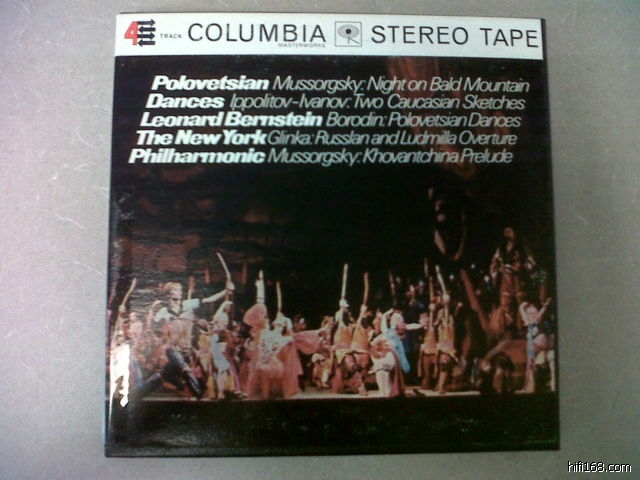 4 TRACK COLUMBIA STEREO TAPE
MASTERWORKS
Polovetsian Mussorgsky: Night on Bald Mountain
Dances Ippolitov-Ivanov: Two Caucasian Sketches
Leonard Bernstein Borodin: Polovetsian Dances
The New York Glinka: Russlan and Ludmilla Overture
Philharmonic Mussorgsky: Khovantchina Prelude
hifi168.com